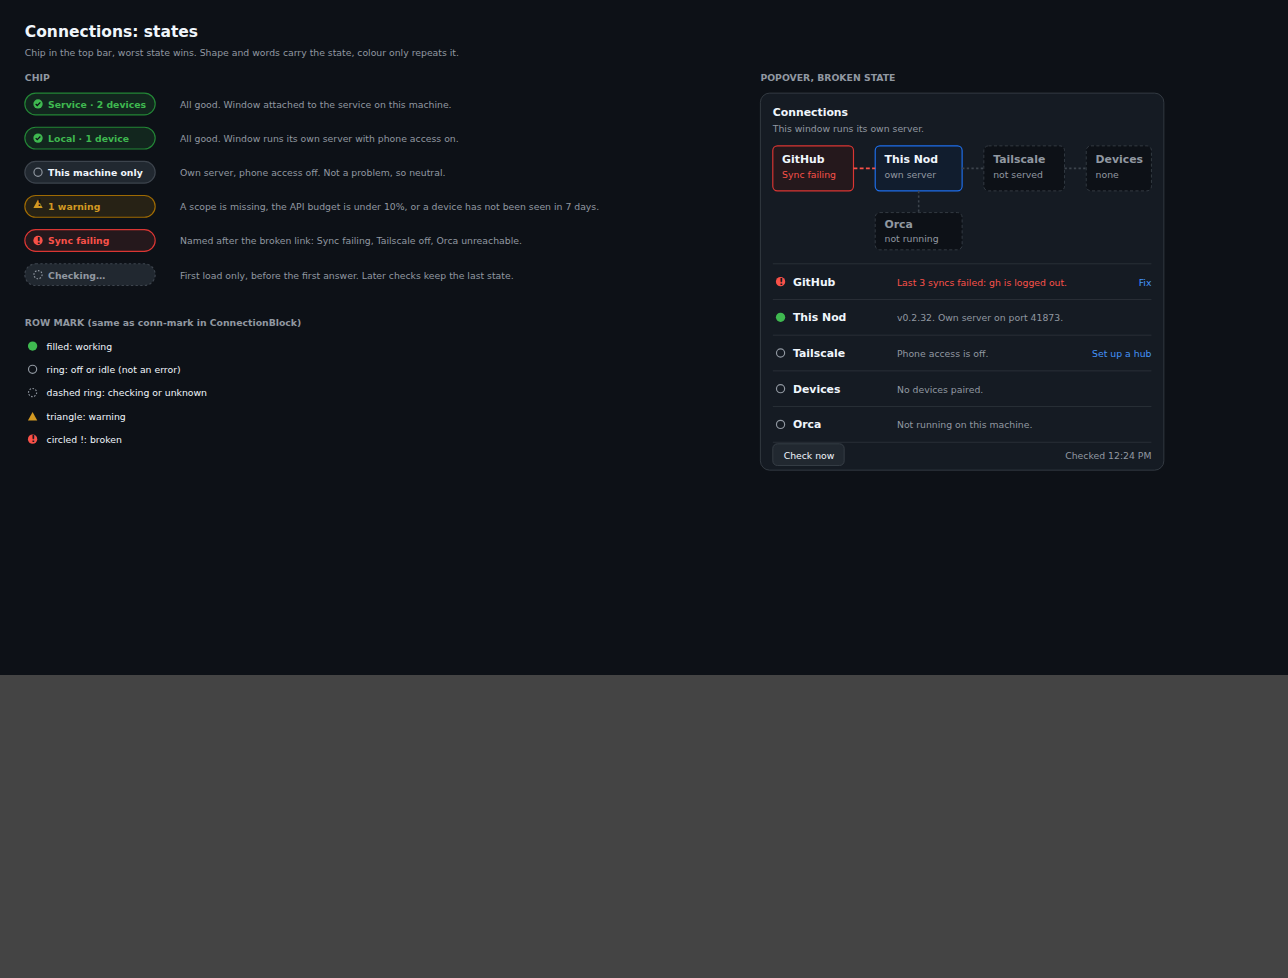 Connections: states
Chip in the top bar, worst state wins. Shape and words carry the state, colour only repeats it.
CHIP
Service · 2 devices
All good. Window attached to the service on this machine.
Local · 1 device
All good. Window runs its own server with phone access on.
This machine only
Own server, phone access off. Not a problem, so neutral.
1 warning
A scope is missing, the API budget is under 10%, or a device has not been seen in 7 days.
Sync failing
Named after the broken link: Sync failing, Tailscale off, Orca unreachable.
Checking…
First load only, before the first answer. Later checks keep the last state.
ROW MARK (same as conn-mark in ConnectionBlock)
filled: working
ring: off or idle (not an error)
dashed ring: checking or unknown
triangle: warning
circled !: broken
POPOVER, BROKEN STATE
Connections
This window runs its own server.
GitHub
Sync failing
This Nod
own server
Tailscale
not served
Devices
none
Orca
not running
GitHub
Last 3 syncs failed: gh is logged out.
Fix
This Nod
v0.2.32. Own server on port 41873.
Tailscale
Phone access is off.
Set up a hub
Devices
No devices paired.
Orca
Not running on this machine.
Check now
Checked 12:24 PM